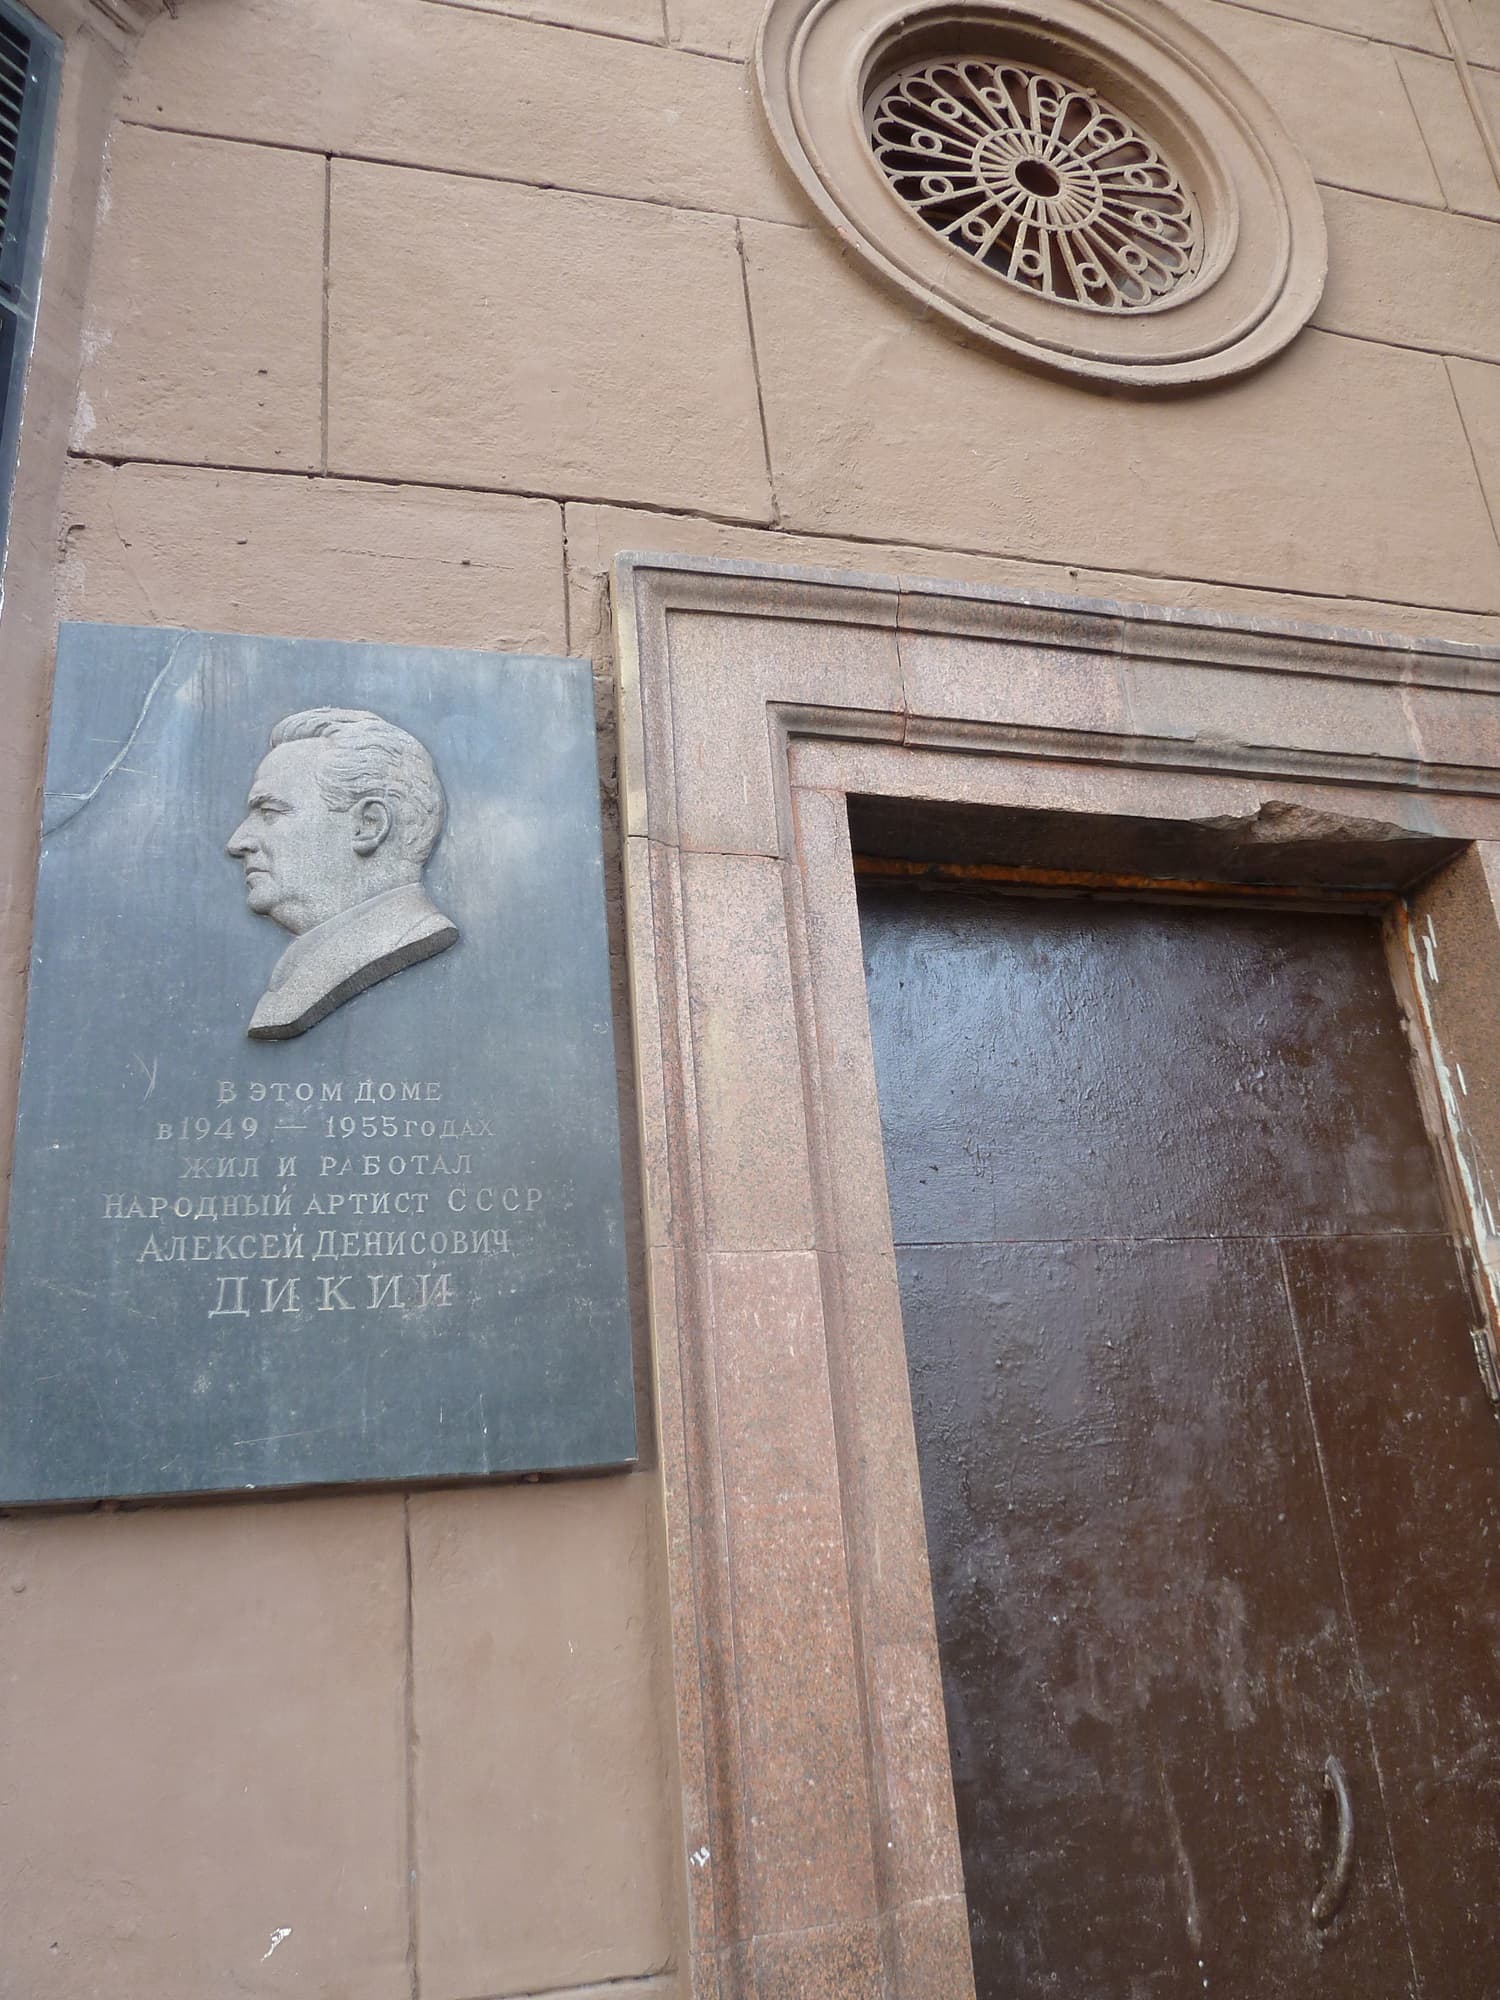 В ЭТОМ ДОМЕ
В 1949 — 1955 ГОДАХ
ЖИЛ И РАБОТАЛ
НАРОДНЫЙ АРТИСТ СССР
АЛЕКСЕЙ ДЕНИСОВИЧ
ДИКИЙ